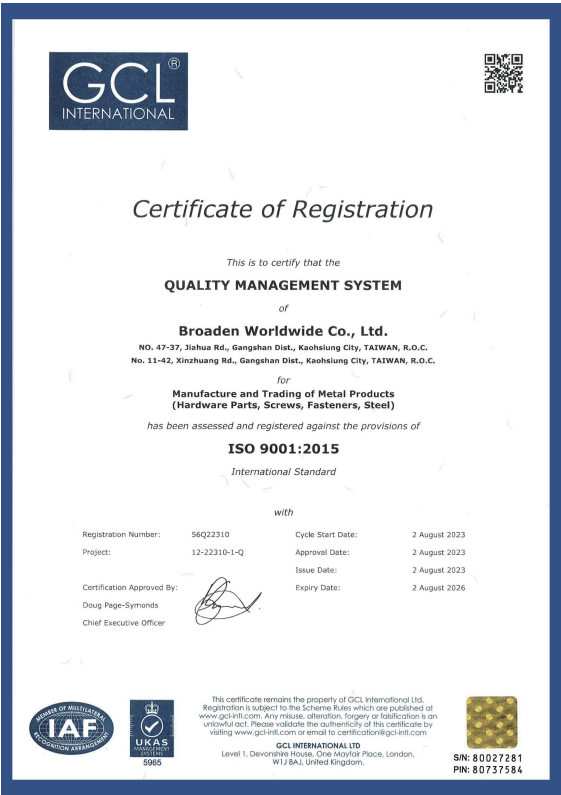 GCL®
INTERNATIONAL
Certificate of Registration
This is to certify that the
QUALITY MANAGEMENT SYSTEM
of
Broaden Worldwide Co., Ltd.
NO. 47-37, Jiahua Rd., Gangshan Dist., Kaohsiung City, TAIWAN, R.O.C.
No. 11-42, Xinzhuang Rd., Gangshan Dist., Kaohsiung City, TAIWAN, R.O.C.
for
Manufacture and Trading of Metal Products
(Hardware Parts, Screws, Fasteners, Steel)
has been assessed and registered against the provisions of
ISO 9001:2015
International Standard
with
Registration Number: 56Q22310 Cycle Start Date: 2 August 2023
Project: 12-22310-1-Q Approval Date: 2 August 2023
Issue Date: 2 August 2023
Certification Approved By: Expiry Date: 2 August 2026
Doug Page-Symonds
Chief Executive Officer
MEMBER OF MULTILATERAL
IAF
RECOGNITION ARRANGEMENT
UKAS
MANAGEMENT
SYSTEMS
5965
This certificate remains the property of GCL International Ltd.
Registration is subject to the Scheme Rules which are published at
www.gcl-intl.com. Any misuse, alteration, forgery or falsification is an
unlawful act. Please validate the authenticity of this certificate by
visiting www.gcl-intl.com or email to certification@gcl-intl.com
GCL INTERNATIONAL LTD
Level 1, Devonshire House, One Mayfair Place, London,
W1J 8AJ, United Kingdom.
S/N: 80027281
PIN: 80737584